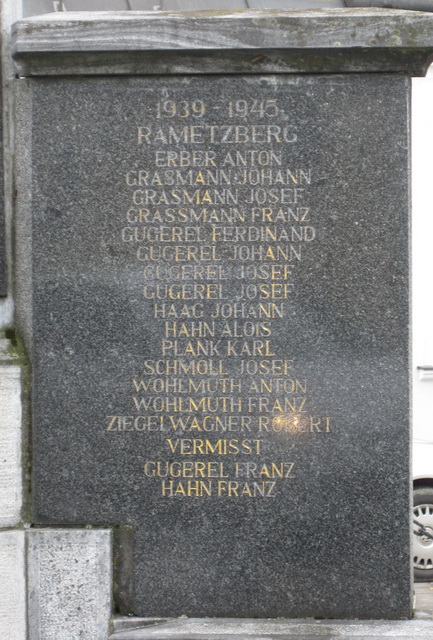 1939 - 1945
RAMETZBERG
ERBER ANTON
GRASMANN JOHANN
GRASMANN JOSEF
GRASSMANN FRANZ
GUGEREL FERDINAND
GUGEREL JOHANN
GUGEREL JOSEF
GUGEREL JOSEF
HAAG JOHANN
HAHN ALOIS
PLANK KARL
SCHMOLL JOSEF
WOHLMUTH ANTON
WOHLMUTH FRANZ
ZIEGELWAGNER ROBERT
VERMISST
GUGEREL FRANZ
HAHN FRANZ